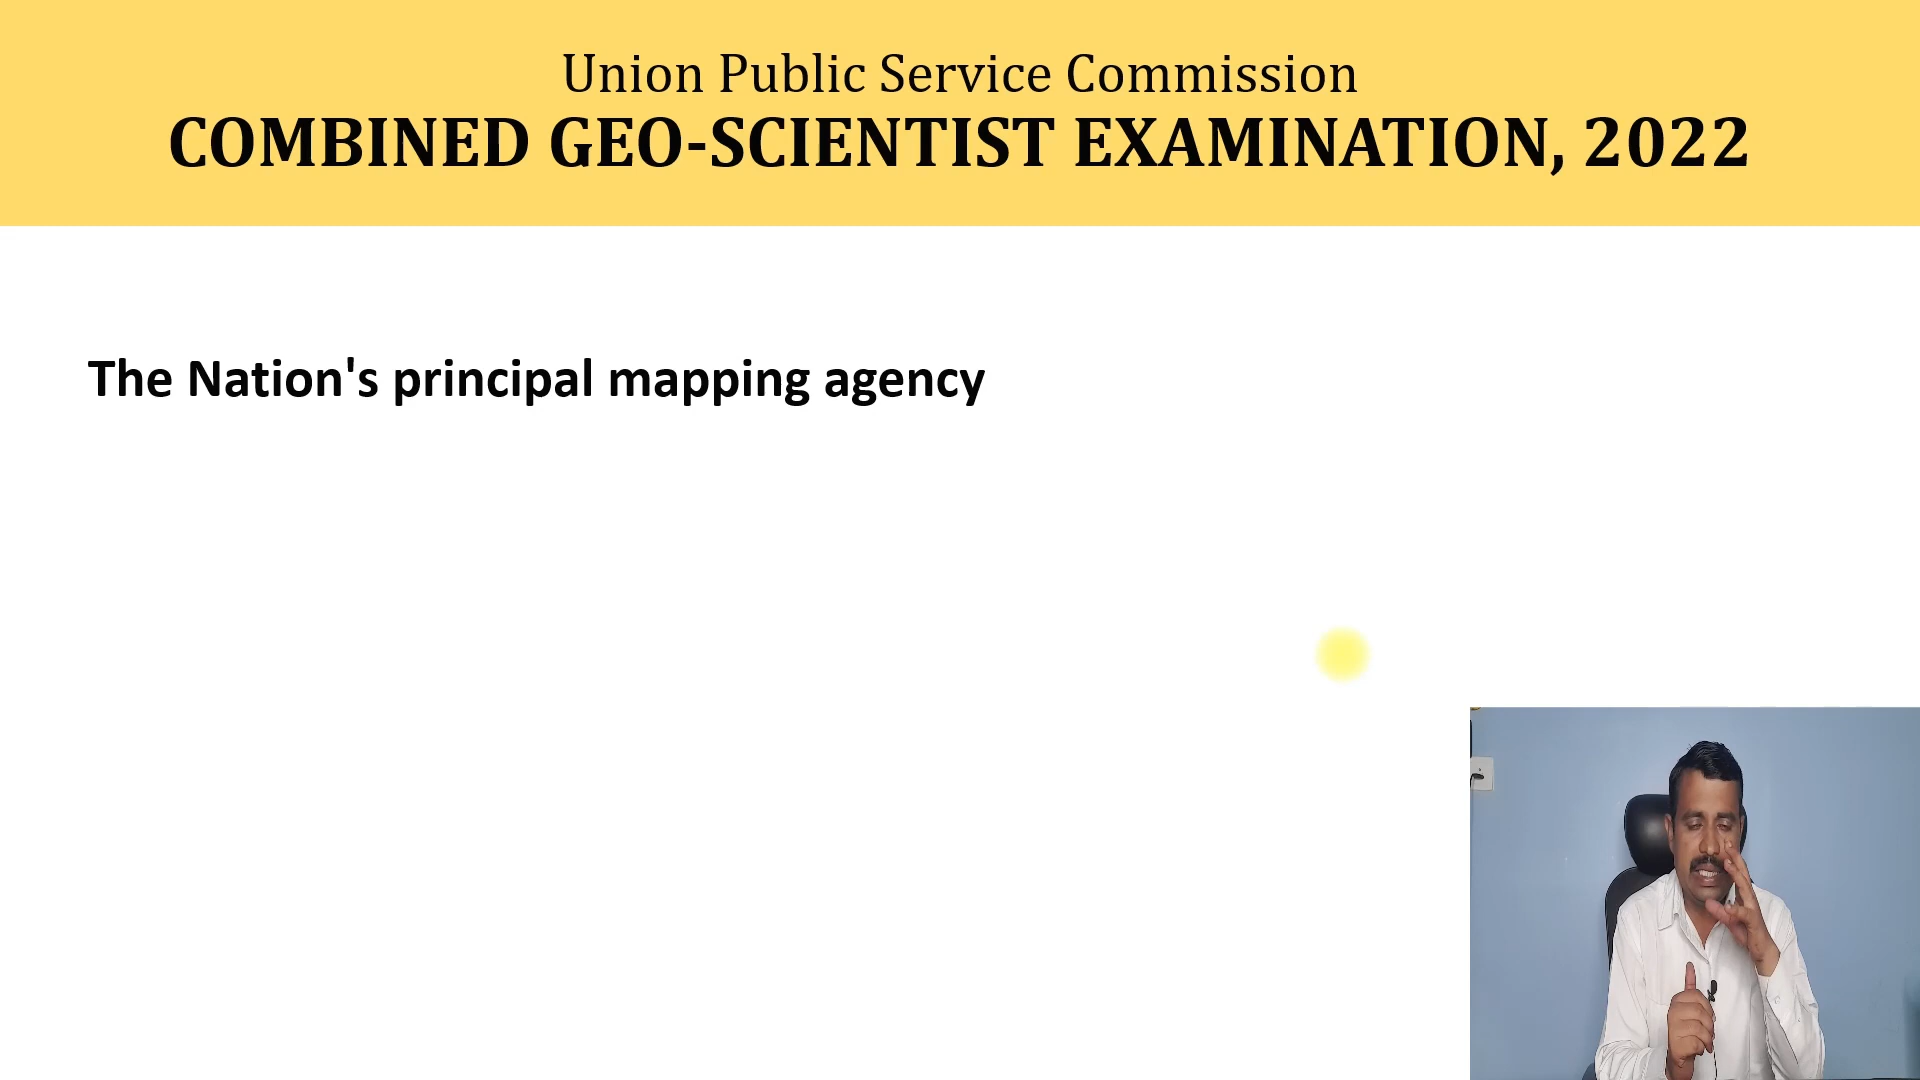 Union Public Service Commission
COMBINED GEO-SCIENTIST EXAMINATION, 2022
The Nation's principal mapping agency